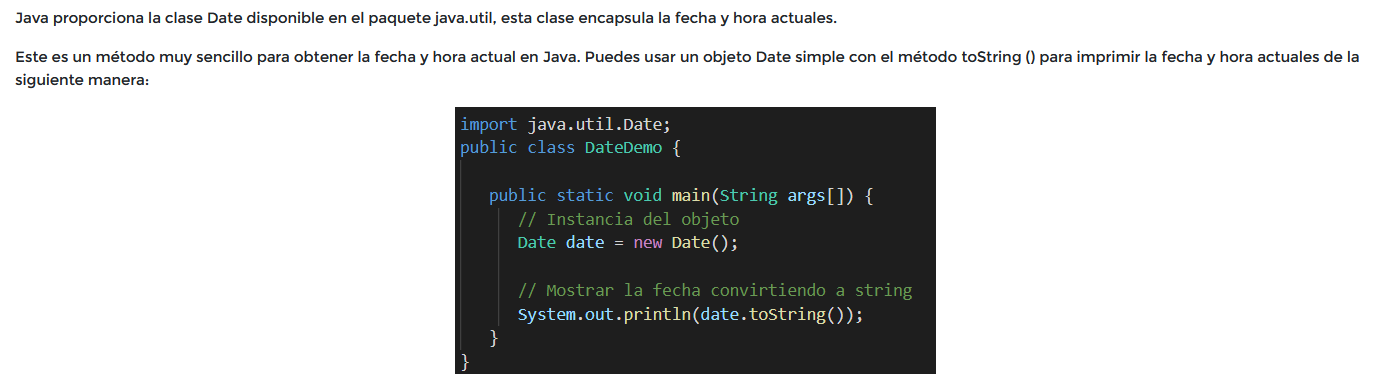 Java proporciona la clase Date disponible en el paquete java.util, esta clase encapsula la fecha y hora actuales.
Este es un método muy sencillo para obtener la fecha y hora actual en Java. Puedes usar un objeto Date simple con el método toString () para imprimir la fecha y hora actuales de la
siguiente manera:
import java.util.Date;
public class DateDemo {
public static void main(String args[]) {
// Instancia del objeto
Date date = new Date();
// Mostrar la fecha convirtiendo a string
System.out.println(date.toString());
}
}